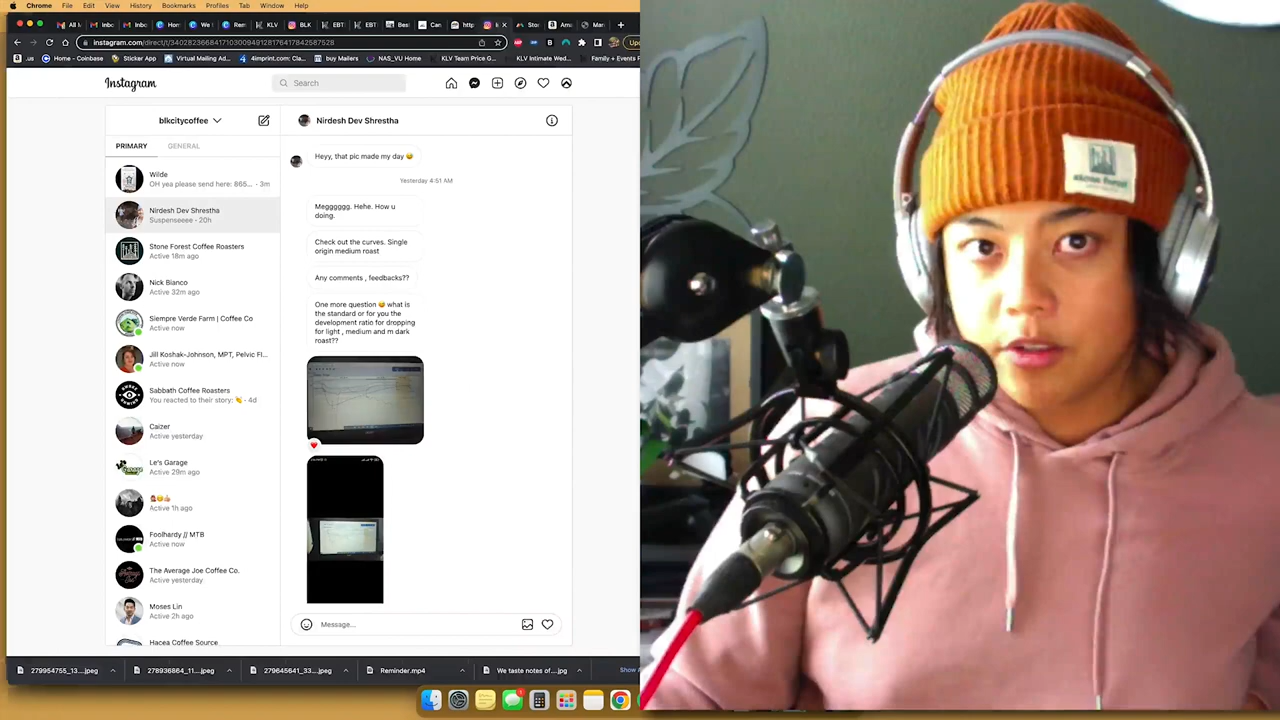 Chrome File Edit View History Bookmarks Profiles Tab Window Help
instagram.com/direct/t/340282366841710300949128176417842587528
.us Home - Coinbase Sticker App Virtual Mailing Ad... 4imprint.com: buy Mailers NAS_VU Home KLV Team Price G... KLV Intimate Wed... Family + Events
Instagram
Search
blkcitycoffee
Nirdesh Dev Shrestha
PRIMARY GENERAL
Wilde
OH yea please send here: 865... · 3m
Nirdesh Dev Shrestha
Suspenseeee · 20h
Stone Forest Coffee Roasters
Active 18m ago
Nick Bianco
Active 32m ago
Siempre Verde Farm | Coffee Co
Active now
Jill Koshak-Johnson, MPT, Pelvic Fl...
Active now
Sabbath Coffee Roasters
You reacted to their story: 👏 · 4d
Caizer
Active yesterday
Le's Garage
Active 29m ago
Active 1h ago
Foolhardy // MTB
Active now
The Average Joe Coffee Co.
Active yesterday
Moses Lin
Active 2h ago
Hacea Coffee Source
Heyy, that pic made my day 😅
Yesterday 4:51 AM
Megggggg. Hehe. How u
doing.
Check out the curves. Single
origin medium roast
Any comments , feedbacks??
One more question 😅 what is
the standard or for you the
development ratio for dropping
for light , medium and m dark
roast??
Message...
279954755_13....jpeg 278936864_11....jpeg 279645641_33....jpeg Reminder.mp4 We taste notes of....jpg Show